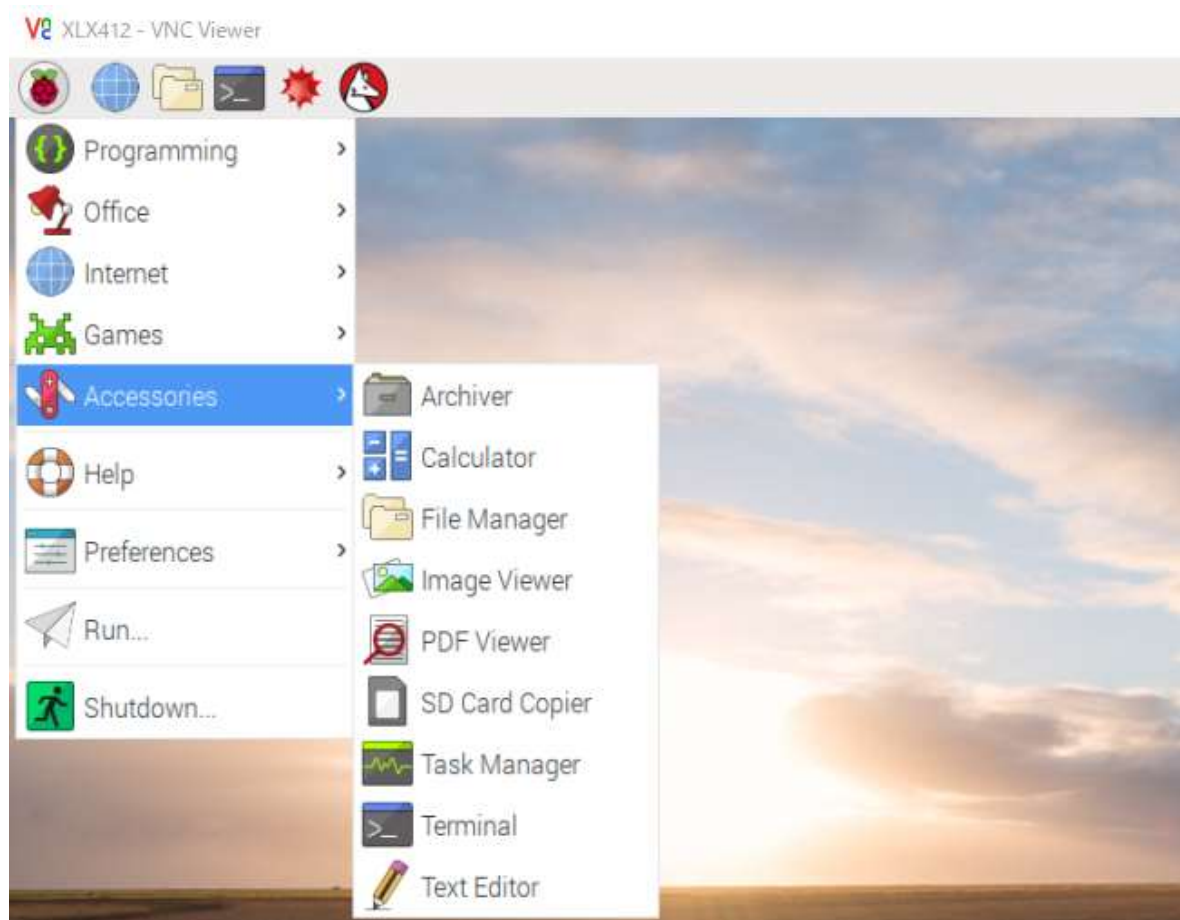 XLX412 - VNC Viewer
Programming
Office
Internet
Games
Accessories
Help
Preferences
Run...
Shutdown...
Archiver
Calculator
File Manager
Image Viewer
PDF Viewer
SD Card Copier
Task Manager
Terminal
Text Editor